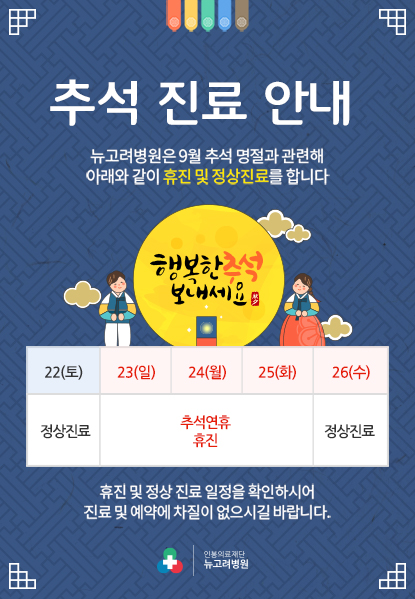 추석 진료 안내
뉴고려병원은 9월 추석 명절과 관련해
아래와 같이 휴진 및 정상진료를 합니다
행복한 추석
보내세요
22(토) 23(일) 24(월) 25(화) 26(수)
정상진료 추석연휴 휴진 정상진료
휴진 및 정상 진료 일정을 확인하시어
진료 및 예약에 차질이 없으시길 바랍니다.
인봉의료재단
뉴고려병원